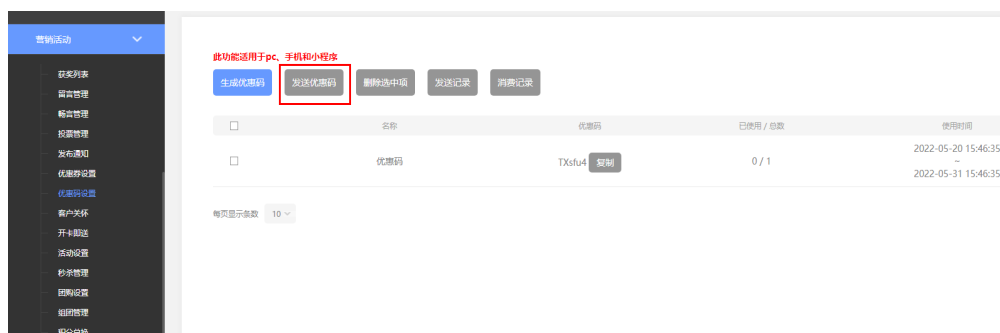 营销活动
获奖列表
留言管理
畅言管理
投票管理
发布通知
优惠券设置
优惠码设置
客户关怀
开卡即送
活动设置
秒杀管理
团购设置
组团管理
积分兑换
此功能适用于pc、手机和小程序
生成优惠码 发送优惠码 删除选中项 发送记录 消费记录
名称 优惠码 已使用 / 总数 使用时间
优惠码 TXsfu4 复制 0 / 1 2022-05-20 15:46:35
~
2022-05-31 15:46:35
每页显示条数 10